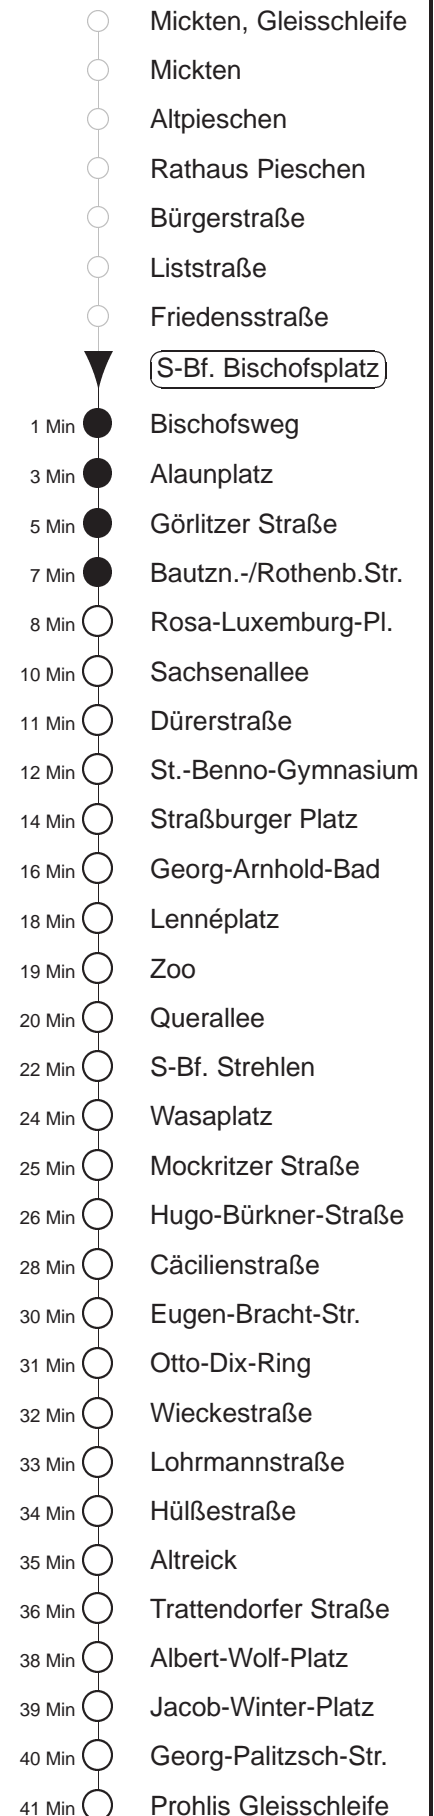 Mickten, Gleisschleife
Mickten
Altpieschen
Rathaus Pieschen
Bürgerstraße
Liststraße
Friedensstraße
S-Bf. Bischofsplatz
1 Min Bischofsweg
3 Min Alaunplatz
5 Min Görlitzer Straße
7 Min Bautzn.-/Rothenb.Str.
8 Min Rosa-Luxemburg-Pl.
10 Min Sachsenallee
11 Min Dürerstraße
12 Min St.-Benno-Gymnasium
14 Min Straßburger Platz
16 Min Georg-Arnhold-Bad
18 Min Lennéplatz
19 Min Zoo
20 Min Querallee
22 Min S-Bf. Strehlen
24 Min Wasaplatz
25 Min Mockritzer Straße
26 Min Hugo-Bürkner-Straße
28 Min Cäcilienstraße
30 Min Eugen-Bracht-Str.
31 Min Otto-Dix-Ring
32 Min Wieckestraße
33 Min Lohrmannstraße
34 Min Hülßestraße
35 Min Altreick
36 Min Trattendorfer Straße
38 Min Albert-Wolf-Platz
39 Min Jacob-Winter-Platz
40 Min Georg-Palitzsch-Str.
41 Min Prohlis Gleisschleife